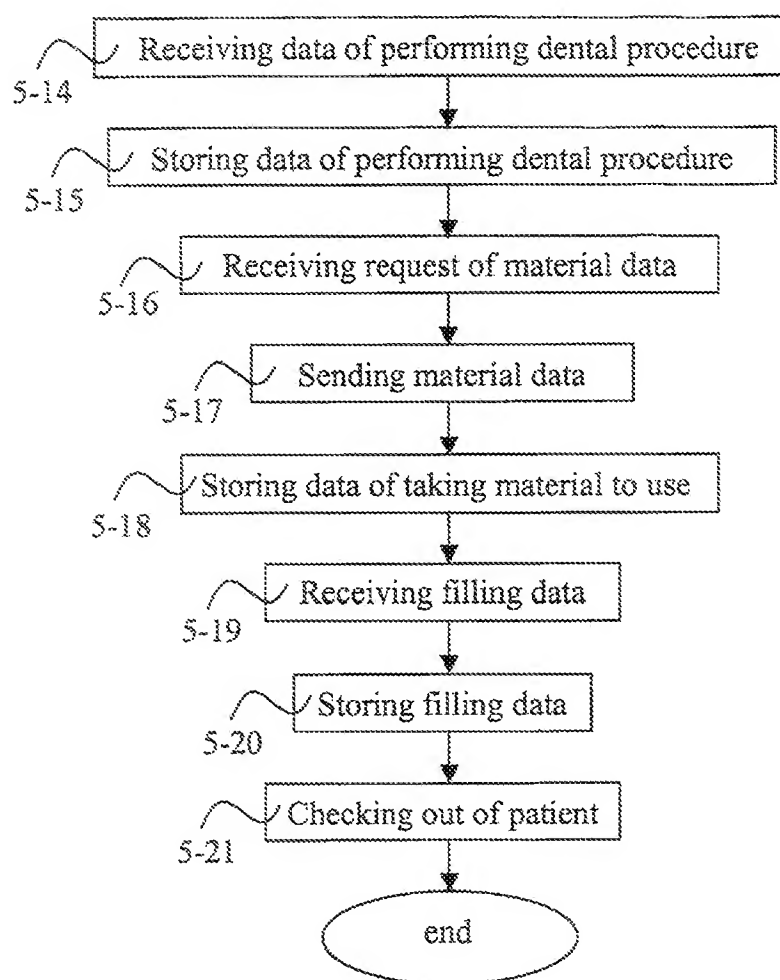 Receiving data of performing dental procedure
5-14
Storing data of performing dental procedure
5-15
Receiving request of material data
5-16
Sending material data
5-17
Storing data of taking material to use
5-18
Receiving filling data
5-19
Storing filling data
5-20
Checking out of patient
5-21
end